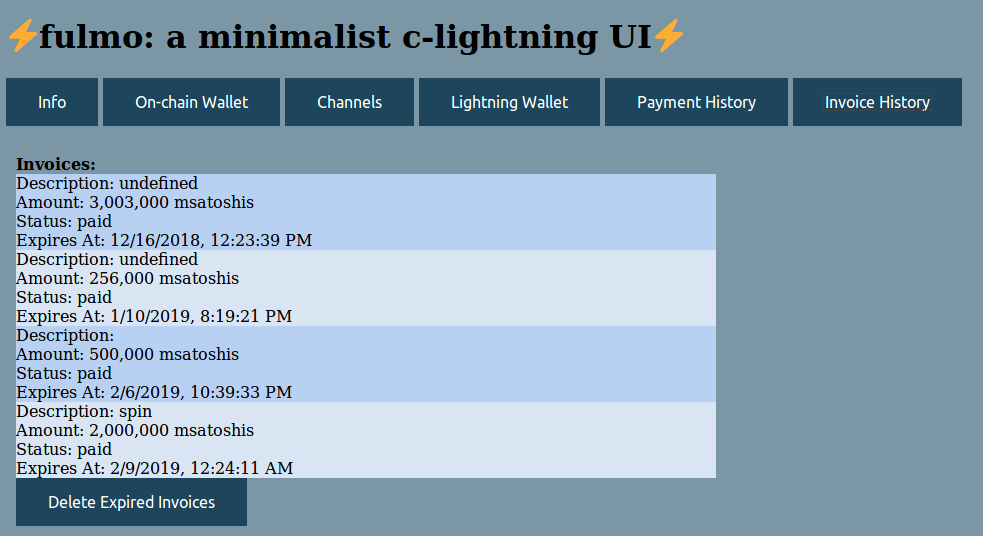 ⚡fulmo: a minimalist c-lightning UI⚡
Info
On-chain Wallet
Channels
Lightning Wallet
Payment History
Invoice History
Invoices:
Description: undefined
Amount: 3,003,000 msatoshis
Status: paid
Expires At: 12/16/2018, 12:23:39 PM
Description: undefined
Amount: 256,000 msatoshis
Status: paid
Expires At: 1/10/2019, 8:19:21 PM
Description:
Amount: 500,000 msatoshis
Status: paid
Expires At: 2/6/2019, 10:39:33 PM
Description: spin
Amount: 2,000,000 msatoshis
Status: paid
Expires At: 2/9/2019, 12:24:11 AM
Delete Expired Invoices